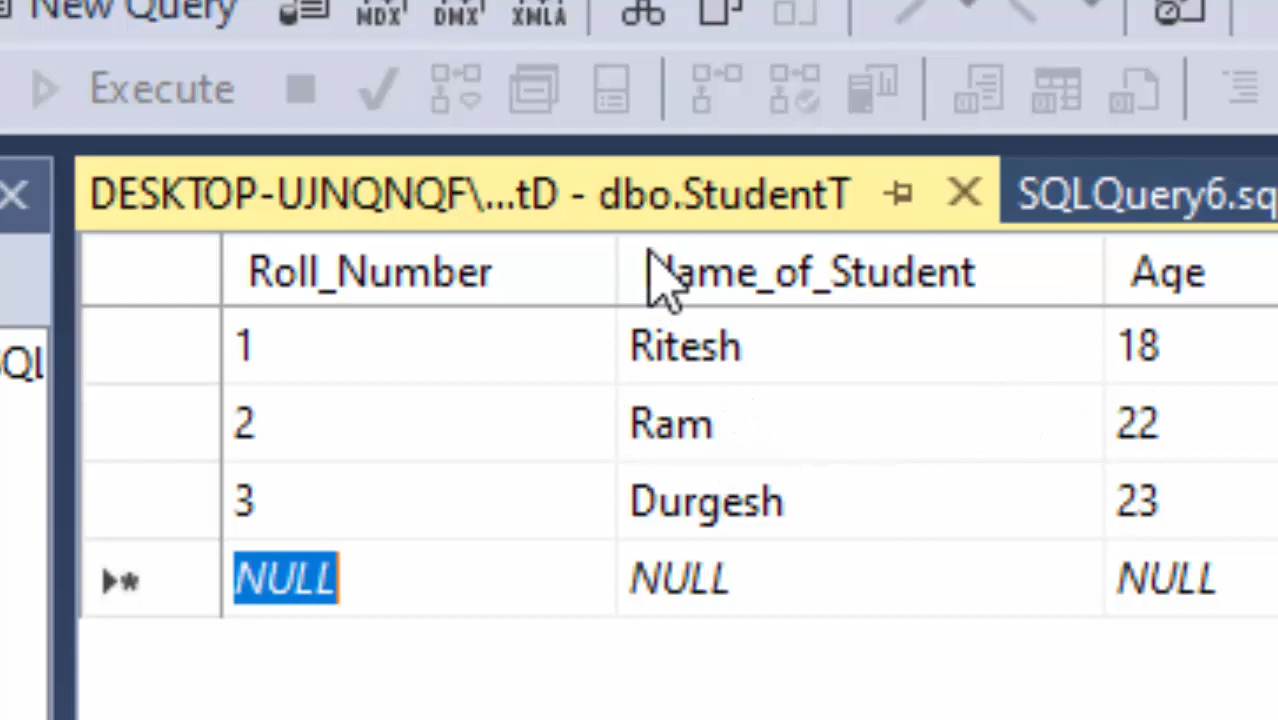 New Query MDX DMX XMLA
Execute
DESKTOP-UJNQNQF\...tD - dbo.StudentT SQLQuery6.sq
Roll_Number Name_of_Student Age
SQl
1 Ritesh 18
2 Ram 22
3 Durgesh 23
NULL NULL NULL